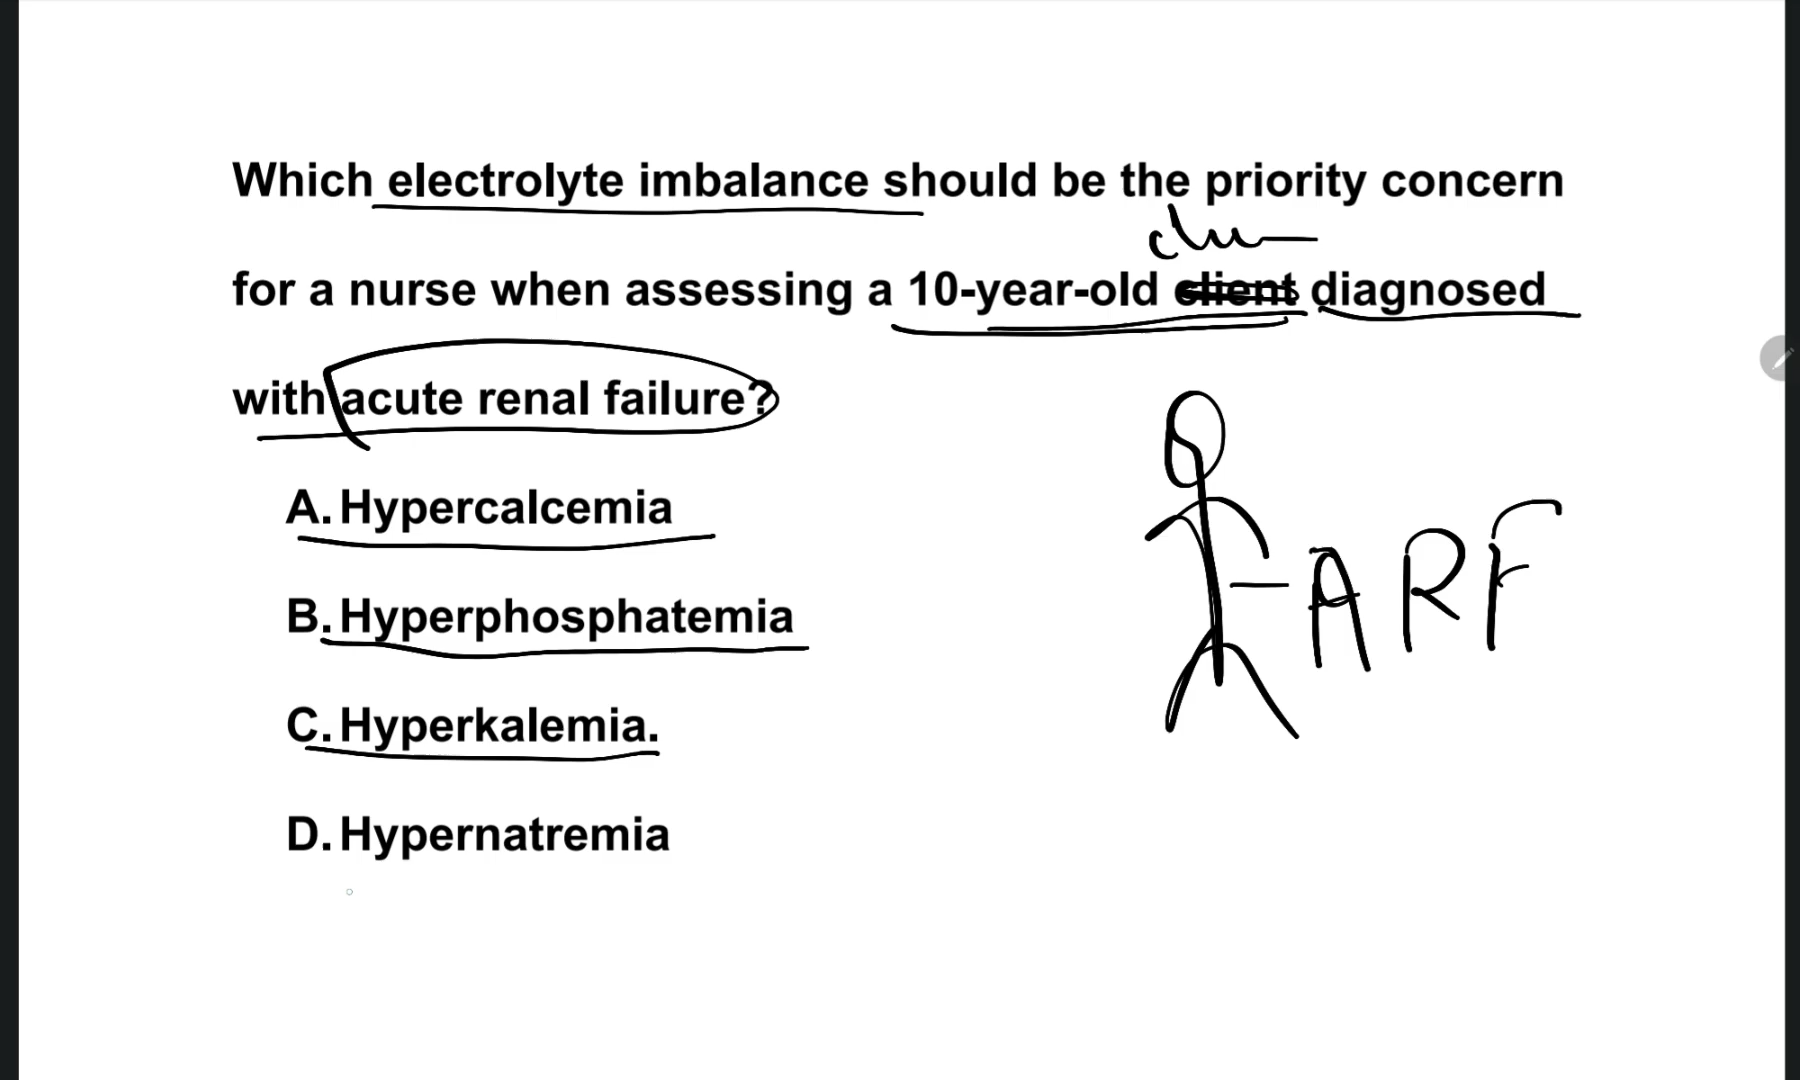 Which electrolyte imbalance should be the priority concern
for a nurse when assessing a 10-year-old client diagnosed
with acute renal failure?
A. Hypercalcemia
B. Hyperphosphatemia
C. Hyperkalemia.
D. Hypernatremia
ARF